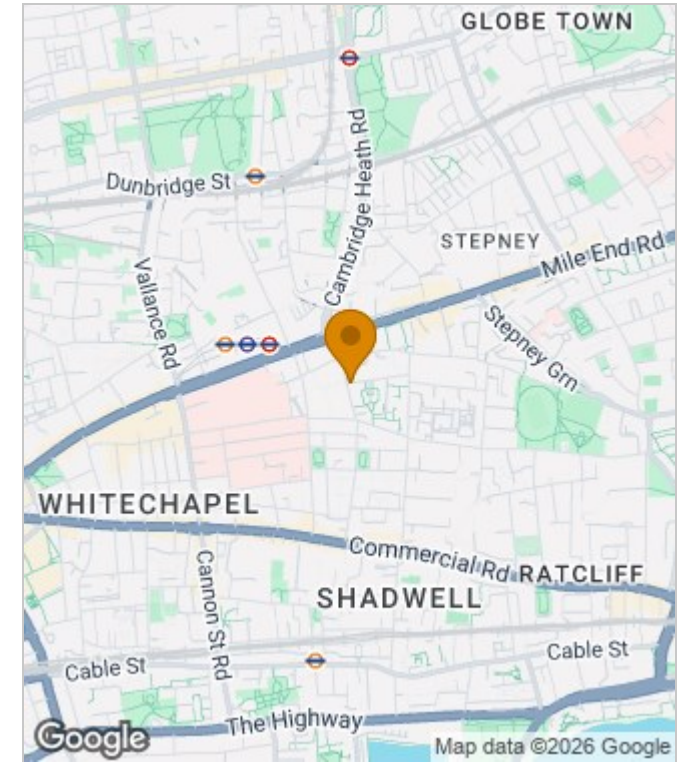 GLOBE TOWN
Cambridge Heath Rd
Dunbridge St
STEPNEY
Mile End Rd
Vallance Rd
Stepney Grn
WHITECHAPEL
Commercial Rd
RATCLIFF
SHADWELL
Cannon St Rd
Cable St
Cable St
The Highway
Google
Map data ©2026 Google